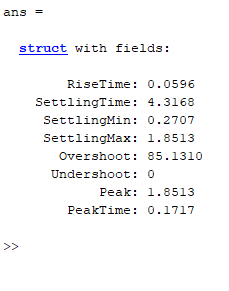 ans =
struct with fields:
RiseTime: 0.0596
SettlingTime: 4.3168
SettlingMin: 0.2707
SettlingMax: 1.8513
Overshoot: 85.1310
Undershoot: 0
Peak: 1.8513
PeakTime: 0.1717
>>